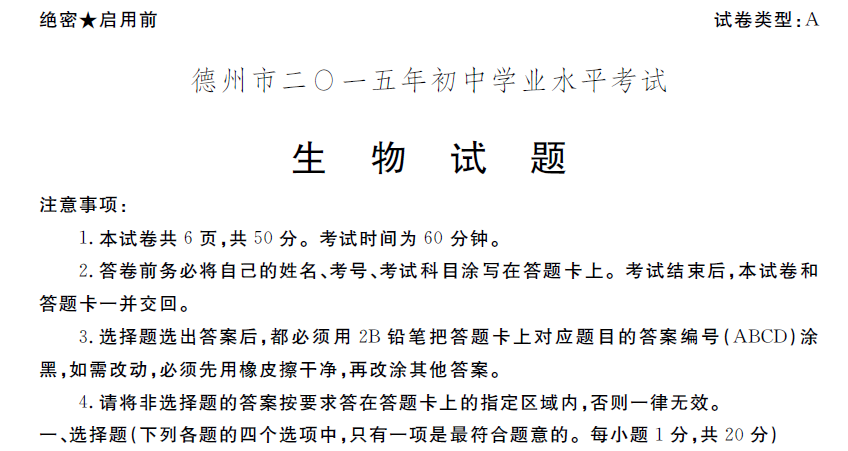 绝密★启用前 试卷类型:A
德州市二〇一五年初中学业水平考试
生 物 试 题
注意事项:
1.本试卷共 6 页,共 50 分。考试时间为 60 分钟。
2.答卷前务必将自己的姓名、考号、考试科目涂写在答题卡上。考试结束后,本试卷和
答题卡一并交回。
3.选择题选出答案后,都必须用 2B 铅笔把答题卡上对应题目的答案编号(ABCD)涂
黑,如需改动,必须先用橡皮擦干净,再改涂其他答案。
4.请将非选择题的答案按要求答在答题卡上的指定区域内,否则一律无效。
一、选择题(下列各题的四个选项中,只有一项是最符合题意的。每小题 1 分,共 20 分)